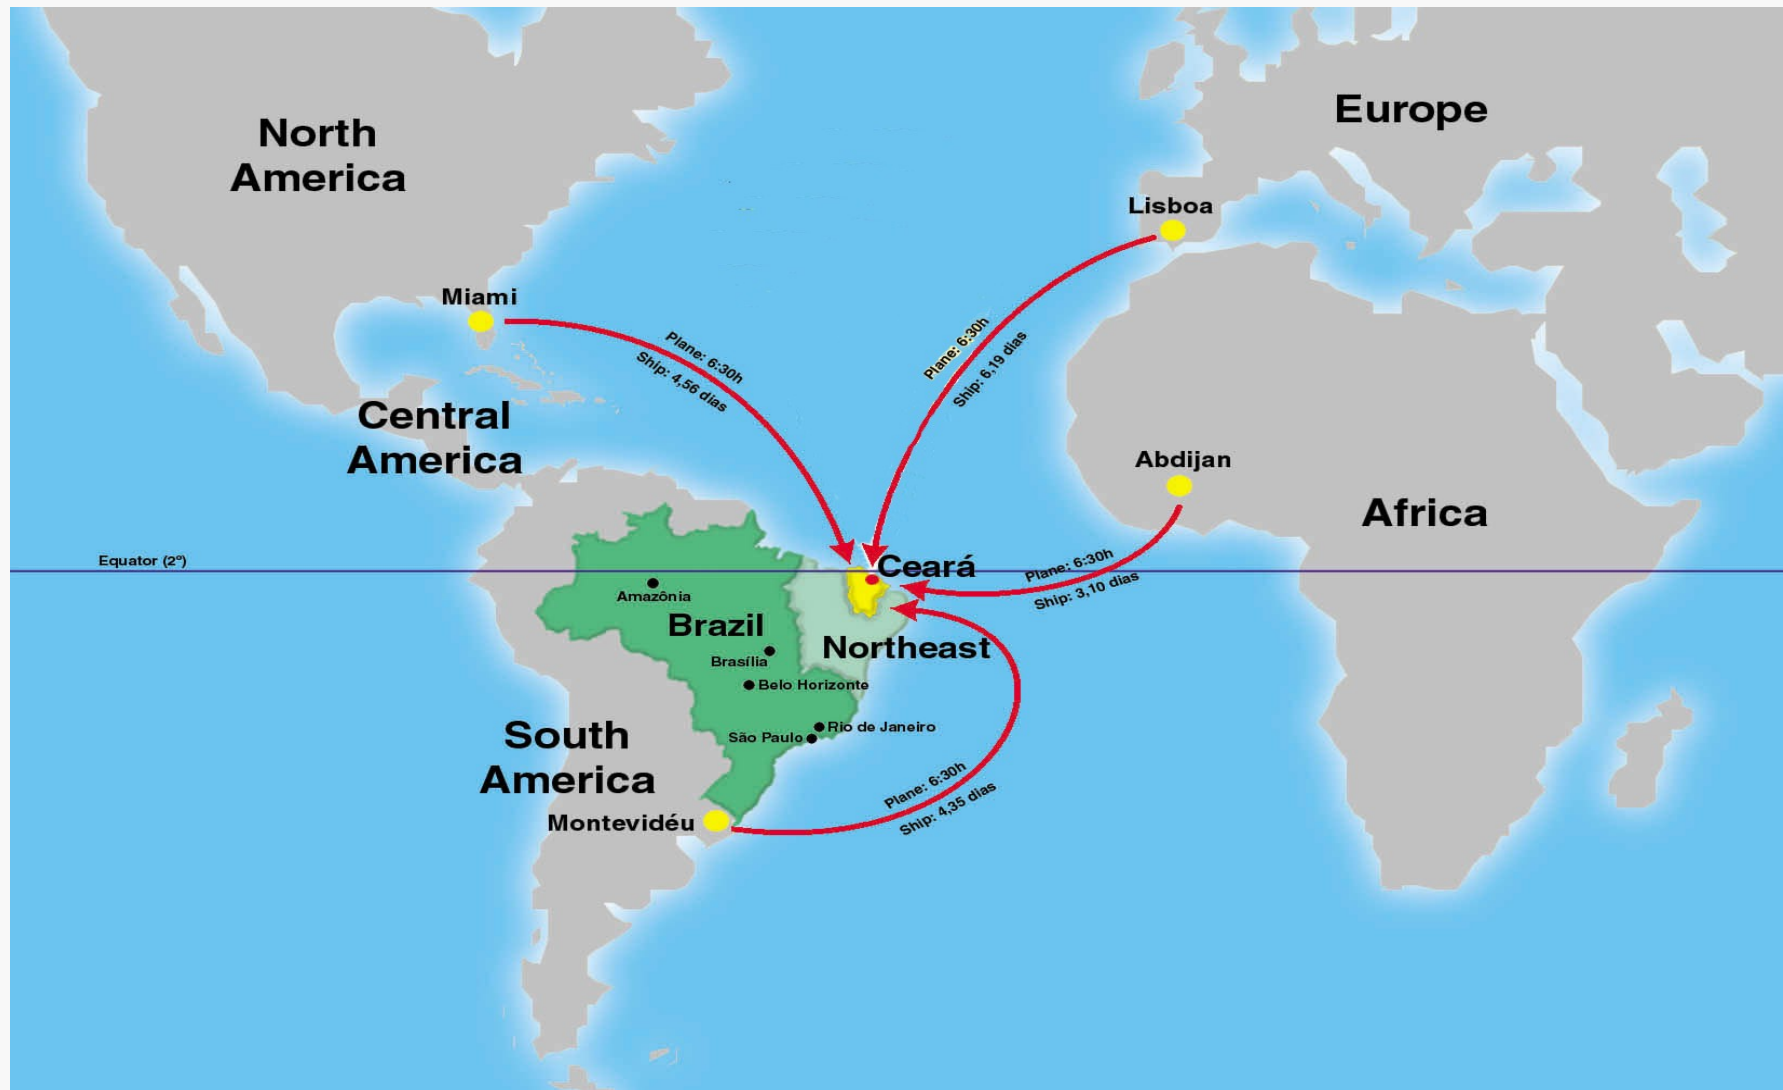 North
America
Europe
Lisboa
Miami
Plane: 6:30h
Ship: 4,56 dias
Plane: 6:30h
Ship: 6,19 dias
Central
America
Abdijan
Africa
Equator (2º)
Ceará
Plane: 6:30h
Ship: 3,10 dias
Amazônia
Brazil
Northeast
Brasília
Belo Horizonte
Rio de Janeiro
São Paulo
South
America
Plane: 6:30h
Ship: 4,35 dias
Montevidéu